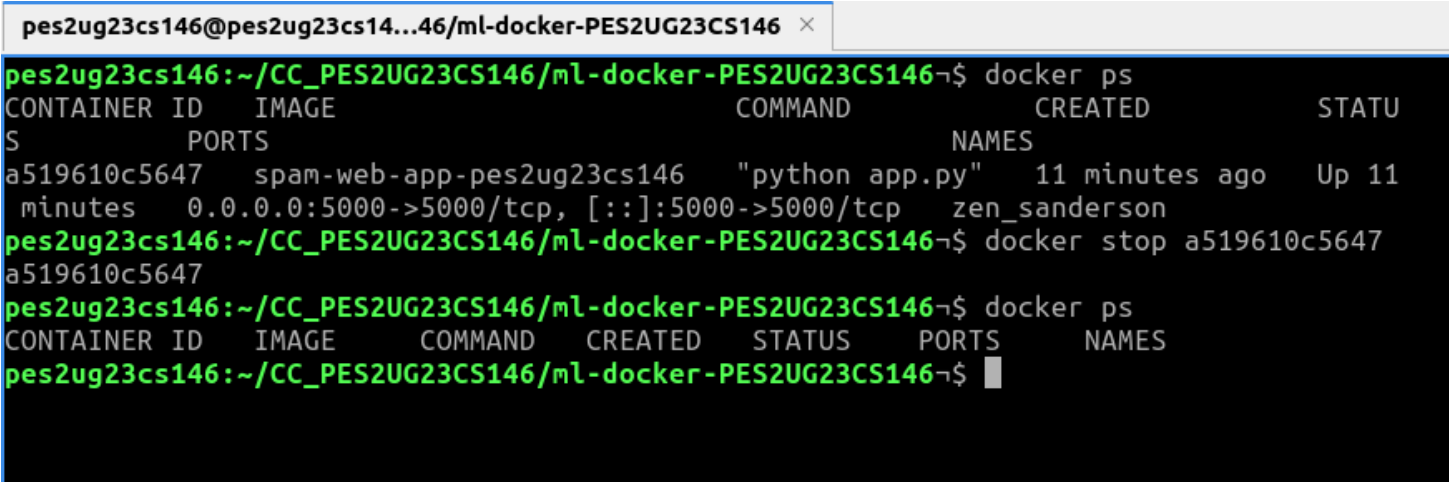 pes2ug23cs146@pes2ug23cs14...46/ml-docker-PES2UG23CS146 ×
pes2ug23cs146:~/CC_PES2UG23CS146/ml-docker-PES2UG23CS146¬$ docker ps
CONTAINER ID   IMAGE                        COMMAND           CREATED          STATU
S          PORTS                                         NAMES
a519610c5647   spam-web-app-pes2ug23cs146   "python app.py"   11 minutes ago   Up 11
 minutes   0.0.0.0:5000->5000/tcp, [::]:5000->5000/tcp   zen_sanderson
pes2ug23cs146:~/CC_PES2UG23CS146/ml-docker-PES2UG23CS146¬$ docker stop a519610c5647
a519610c5647
pes2ug23cs146:~/CC_PES2UG23CS146/ml-docker-PES2UG23CS146¬$ docker ps
CONTAINER ID   IMAGE     COMMAND   CREATED   STATUS    PORTS     NAMES
pes2ug23cs146:~/CC_PES2UG23CS146/ml-docker-PES2UG23CS146¬$